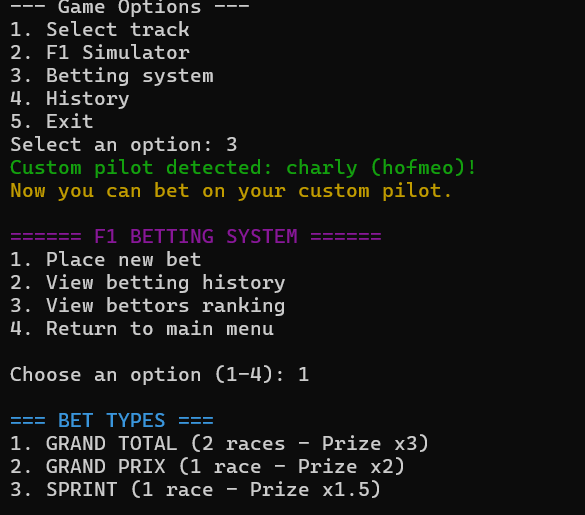 --- Game Options ---
1. Select track
2. F1 Simulator
3. Betting system
4. History
5. Exit
Select an option: 3
Custom pilot detected: charly (hofmeo)!
Now you can bet on your custom pilot.
====== F1 BETTING SYSTEM ======
1. Place new bet
2. View betting history
3. View bettors ranking
4. Return to main menu
Choose an option (1-4): 1
=== BET TYPES ===
1. GRAND TOTAL (2 races - Prize x3)
2. GRAND PRIX (1 race - Prize x2)
3. SPRINT (1 race - Prize x1.5)